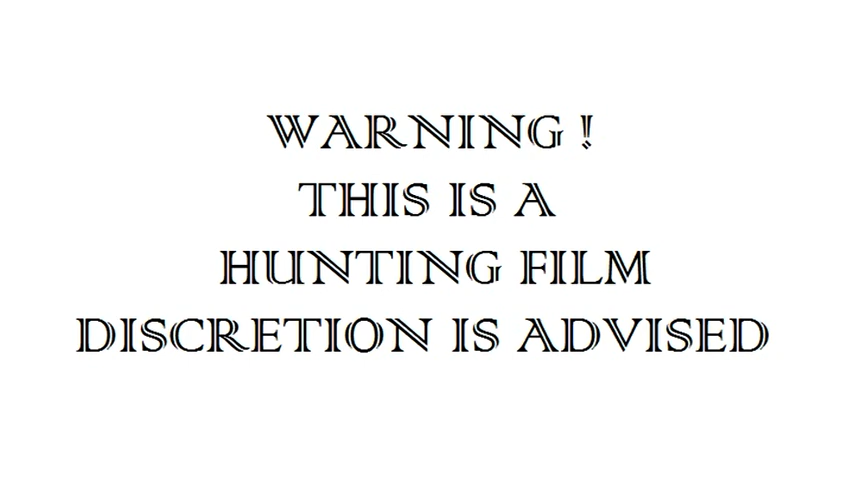 WARNING !
THIS IS A
HUNTING FILM
DISCRETION IS ADVISED